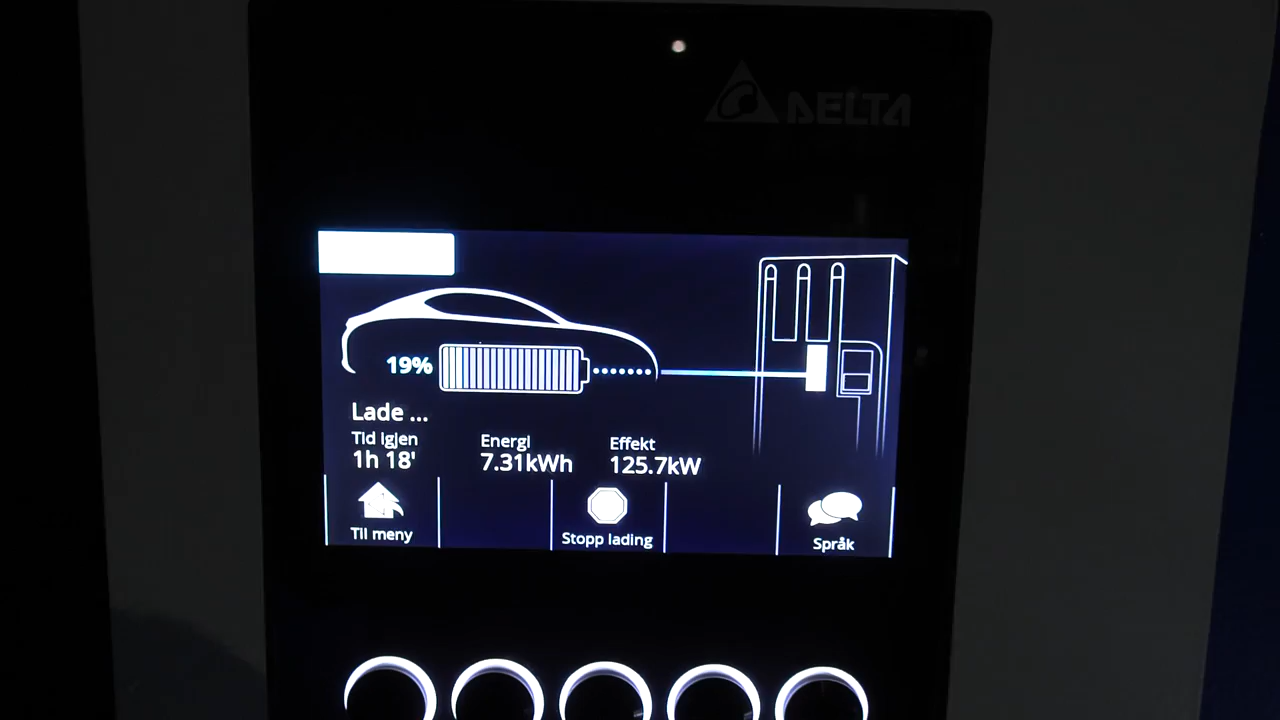 DELTA
19%
Lade ...
Tid igjen
1h 18'
Energi
7.31kWh
Effekt
125.7kW
Til meny
Stopp lading
Språk